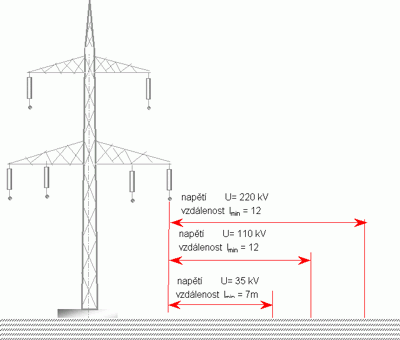 napětí U= 220 kV
vzdálenost lmin = 12
napětí U= 110 kV
vzdálenost lmin = 12
napětí U= 35 kV
vzdálenost lmin = 7m